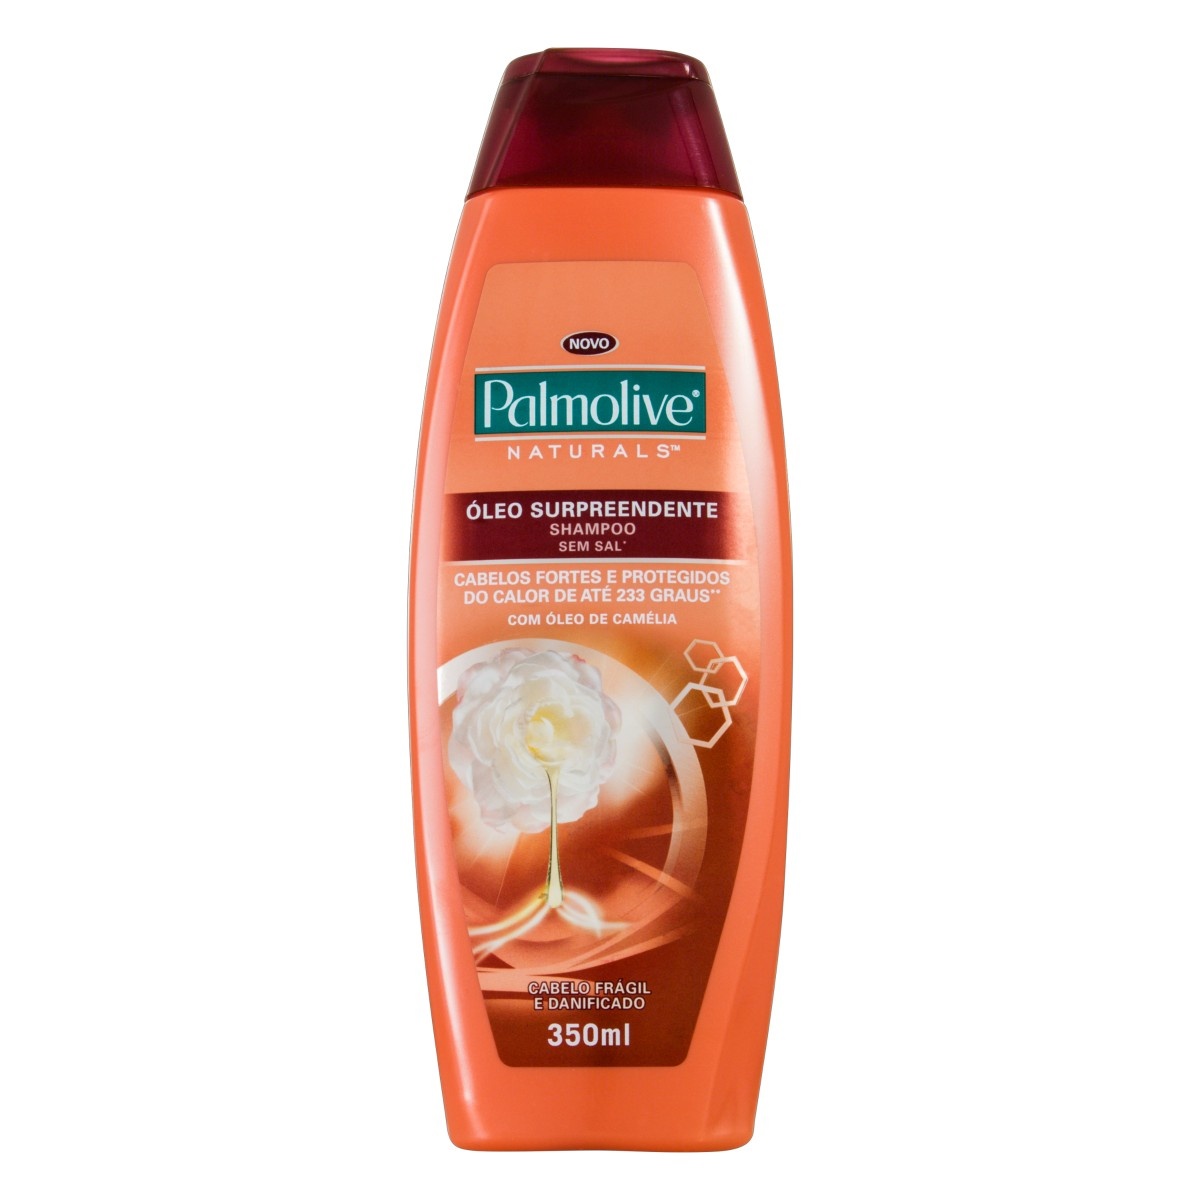 NOVO
Palmolive®
NATURALS™
ÓLEO SURPREENDENTE
SHAMPOO
SEM SAL*
CABELOS FORTES E PROTEGIDOS
DO CALOR DE ATÉ 233 GRAUS**
COM ÓLEO DE CAMÉLIA
CABELO FRÁGIL
E DANIFICADO
350ml